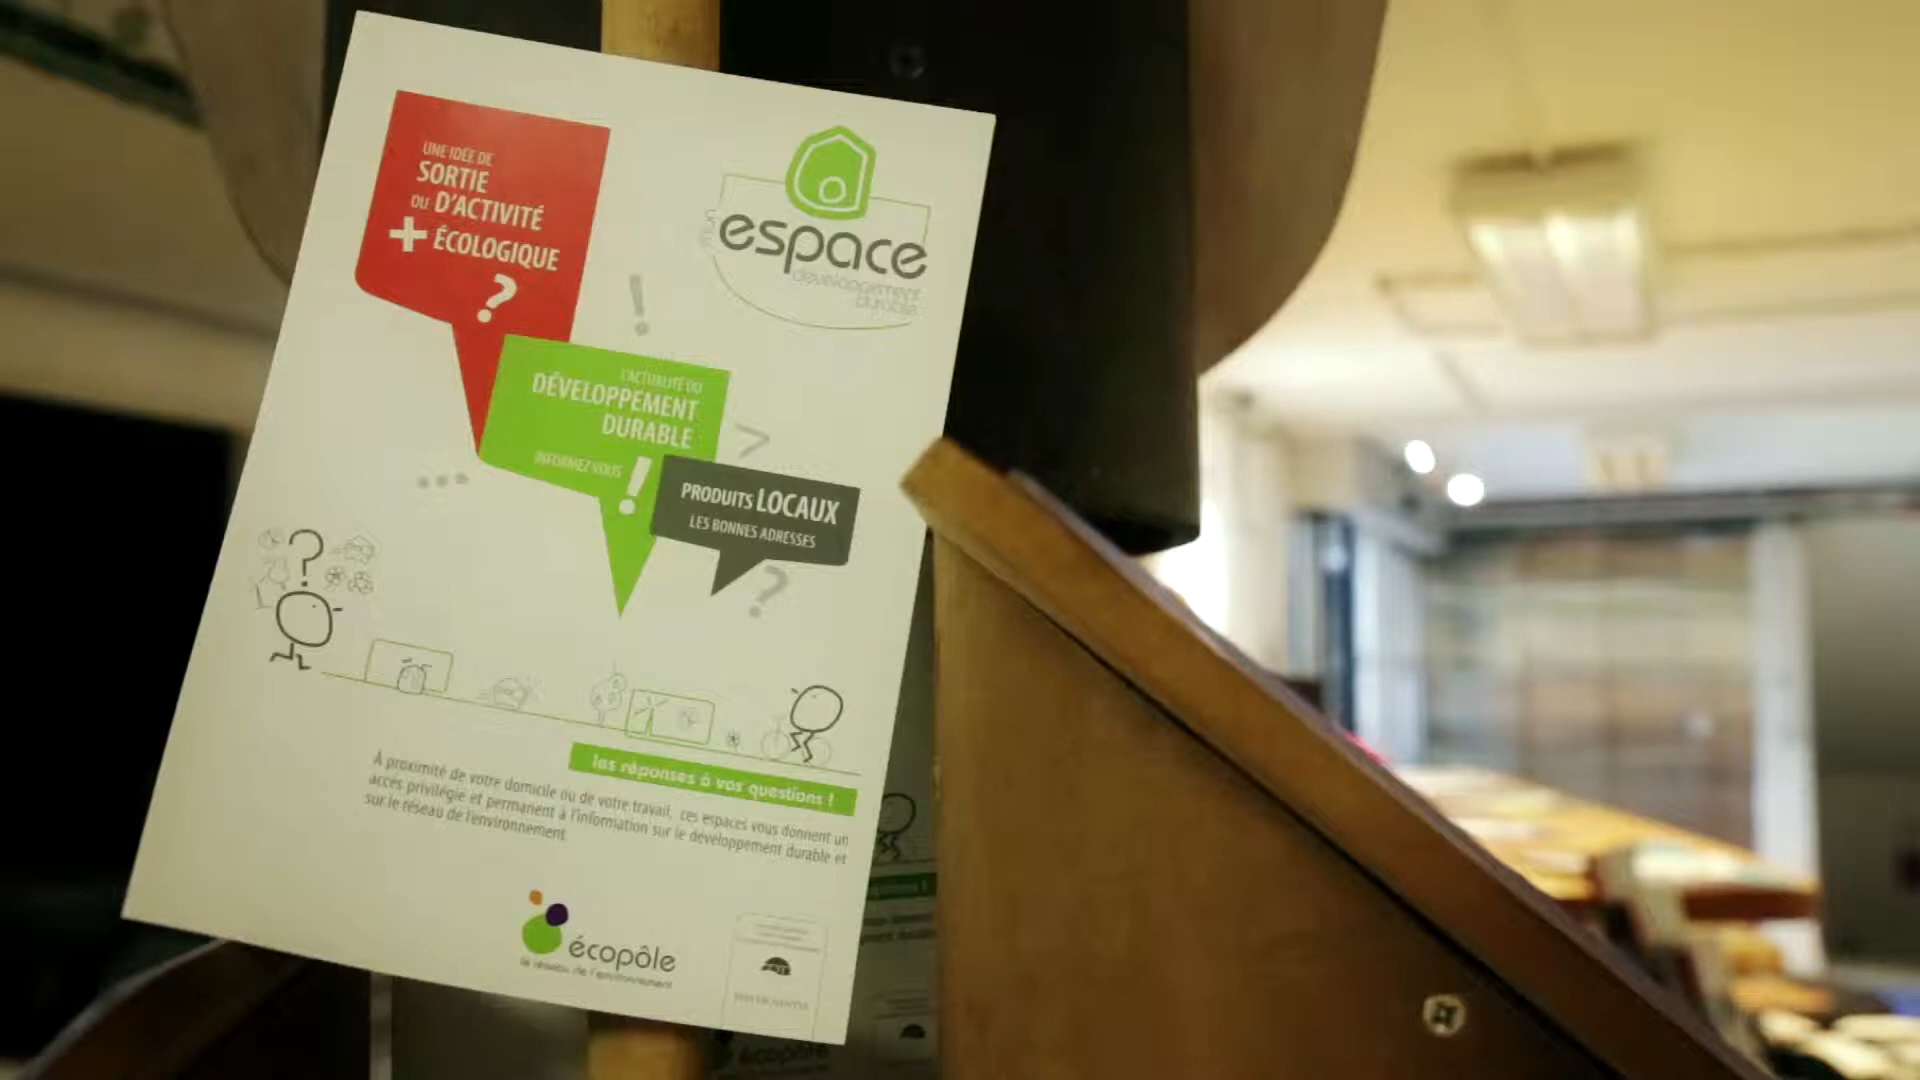 UNE IDÉE DE
SORTIE
OU D'ACTIVITÉ
+ ÉCOLOGIQUE
?
mon
espace
développement
durable
!
L'ACTUALITÉ DU
DÉVELOPPEMENT
DURABLE
INFORMEZ-VOUS !
>
...
PRODUITS LOCAUX
LES BONNES ADRESSES
?
?
les réponses à vos questions !
À proximité de votre domicile ou de votre travail, ces espaces vous donnent un
accès privilégié et permanent à l'information sur le développement durable et
sur le réseau de l'environnement.
écopôle
le réseau de l'environnement
écopôle